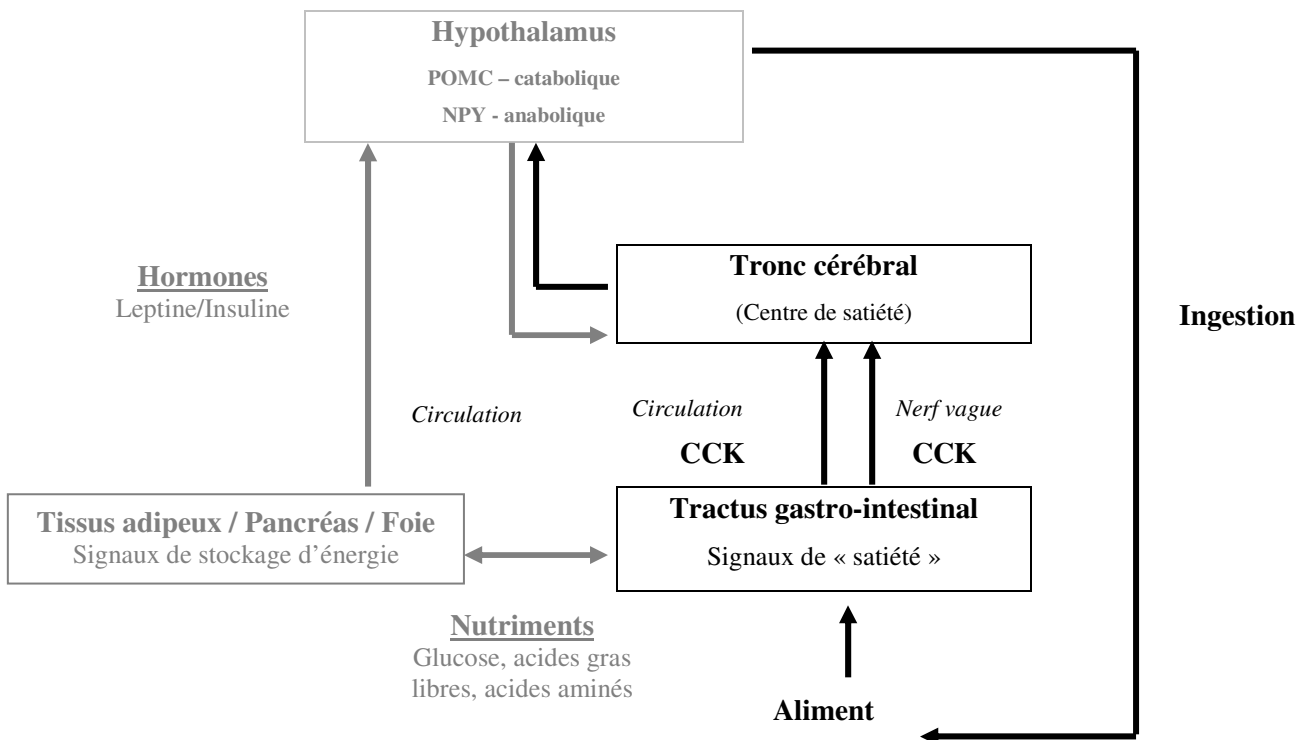 Hypothalamus
POMC – catabolique
NPY - anabolique
Hormones
Leptine/Insuline
Tronc cérébral
(Centre de satiété)
Ingestion
Circulation
Circulation
Nerf vague
CCK
CCK
Tissus adipeux / Pancréas / Foie
Signaux de stockage d’énergie
Tractus gastro-intestinal
Signaux de « satiété »
Nutriments
Glucose, acides gras
libres, acides aminés
Aliment